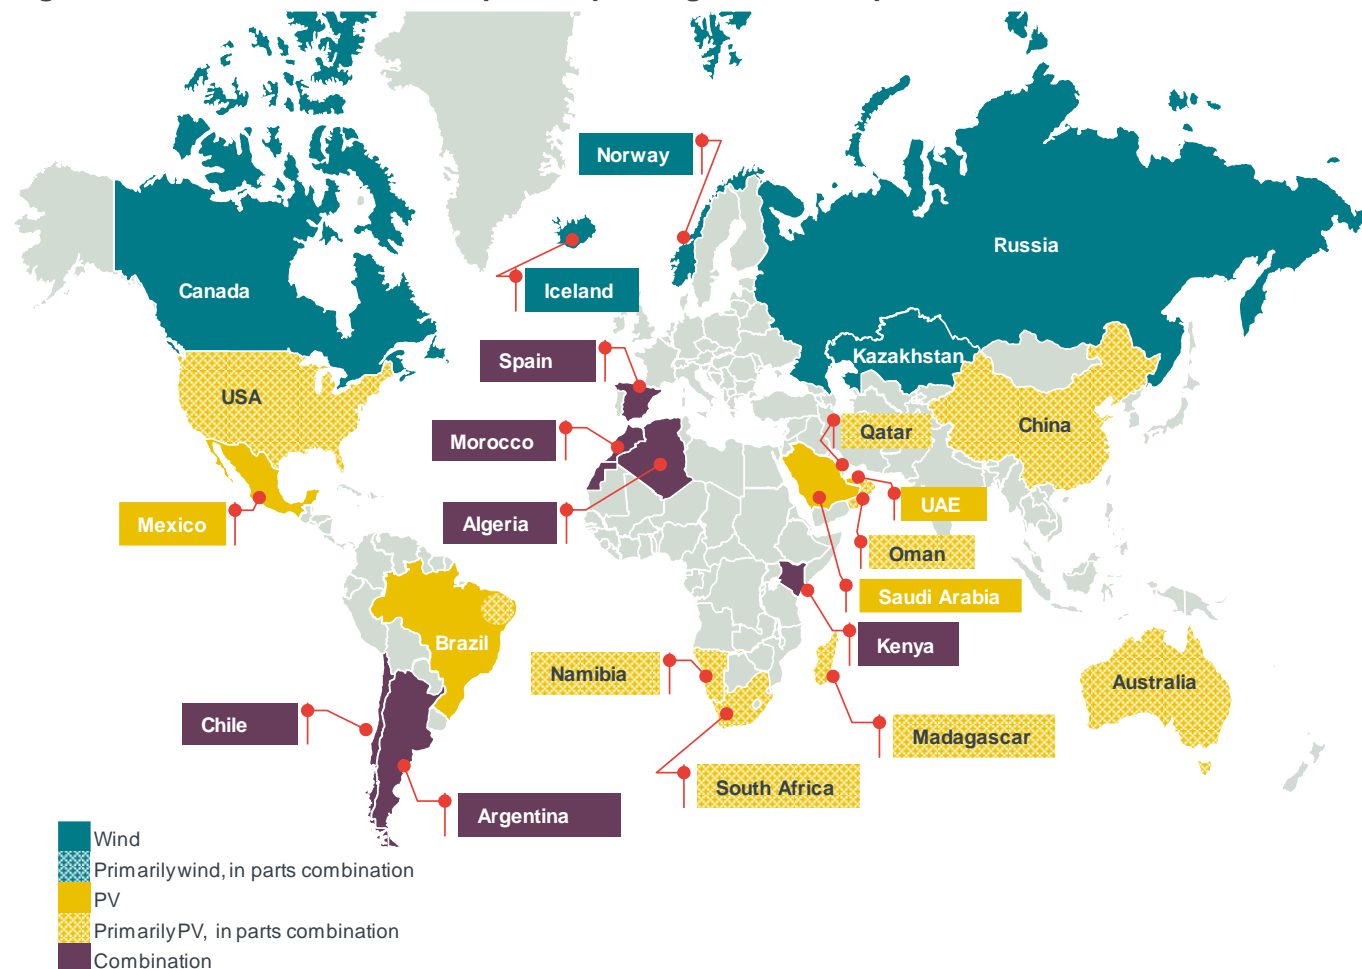 Norway
Russia
Canada
Iceland
Spain
Kazakhstan
USA
China
Qatar
Morocco
UAE
Mexico
Algeria
Oman
Saudi Arabia
Brazil
Kenya
Namibia
Australia
Chile
Madagascar
South Africa
Argentina
Wind
Primarily wind, in parts combination
PV
Primarily PV, in parts combination
Combination